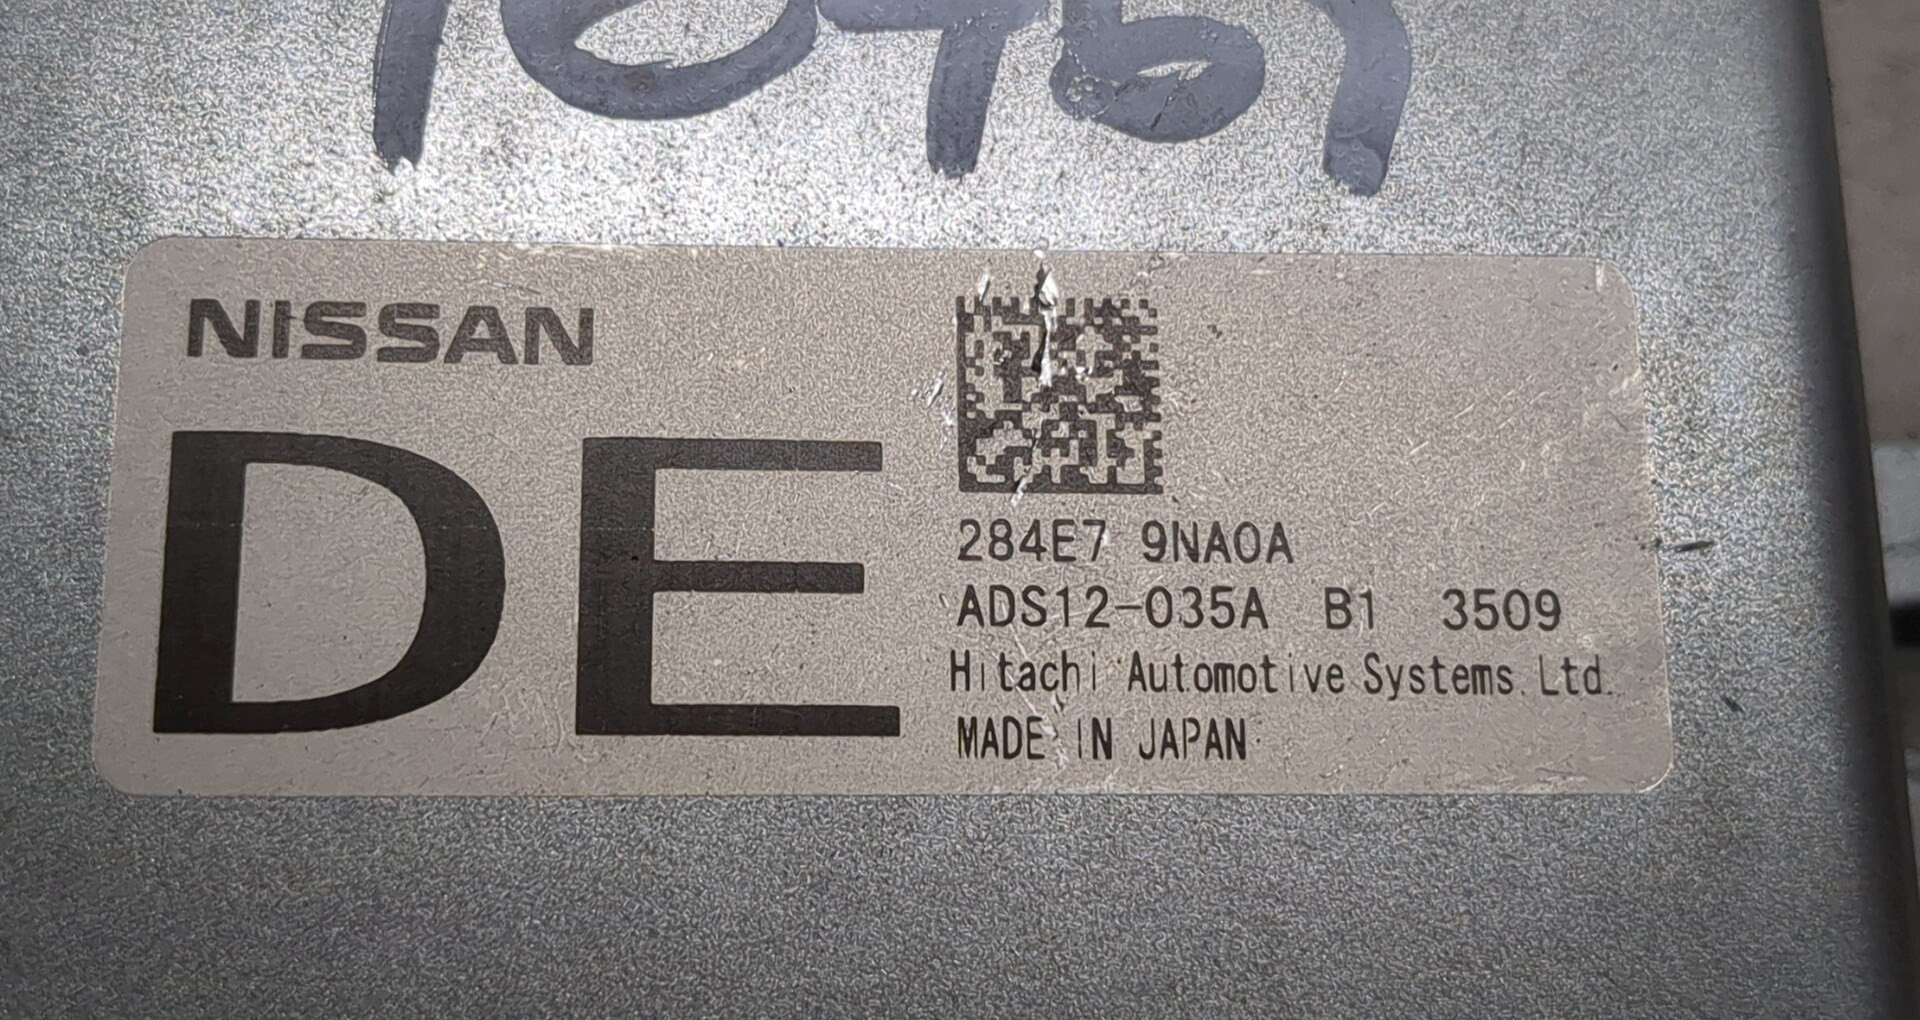 NISSAN
DE
284E7 9NA0A
ADS12-035A B1 3509
Hitachi Automotive Systems.Ltd.
MADE IN JAPAN